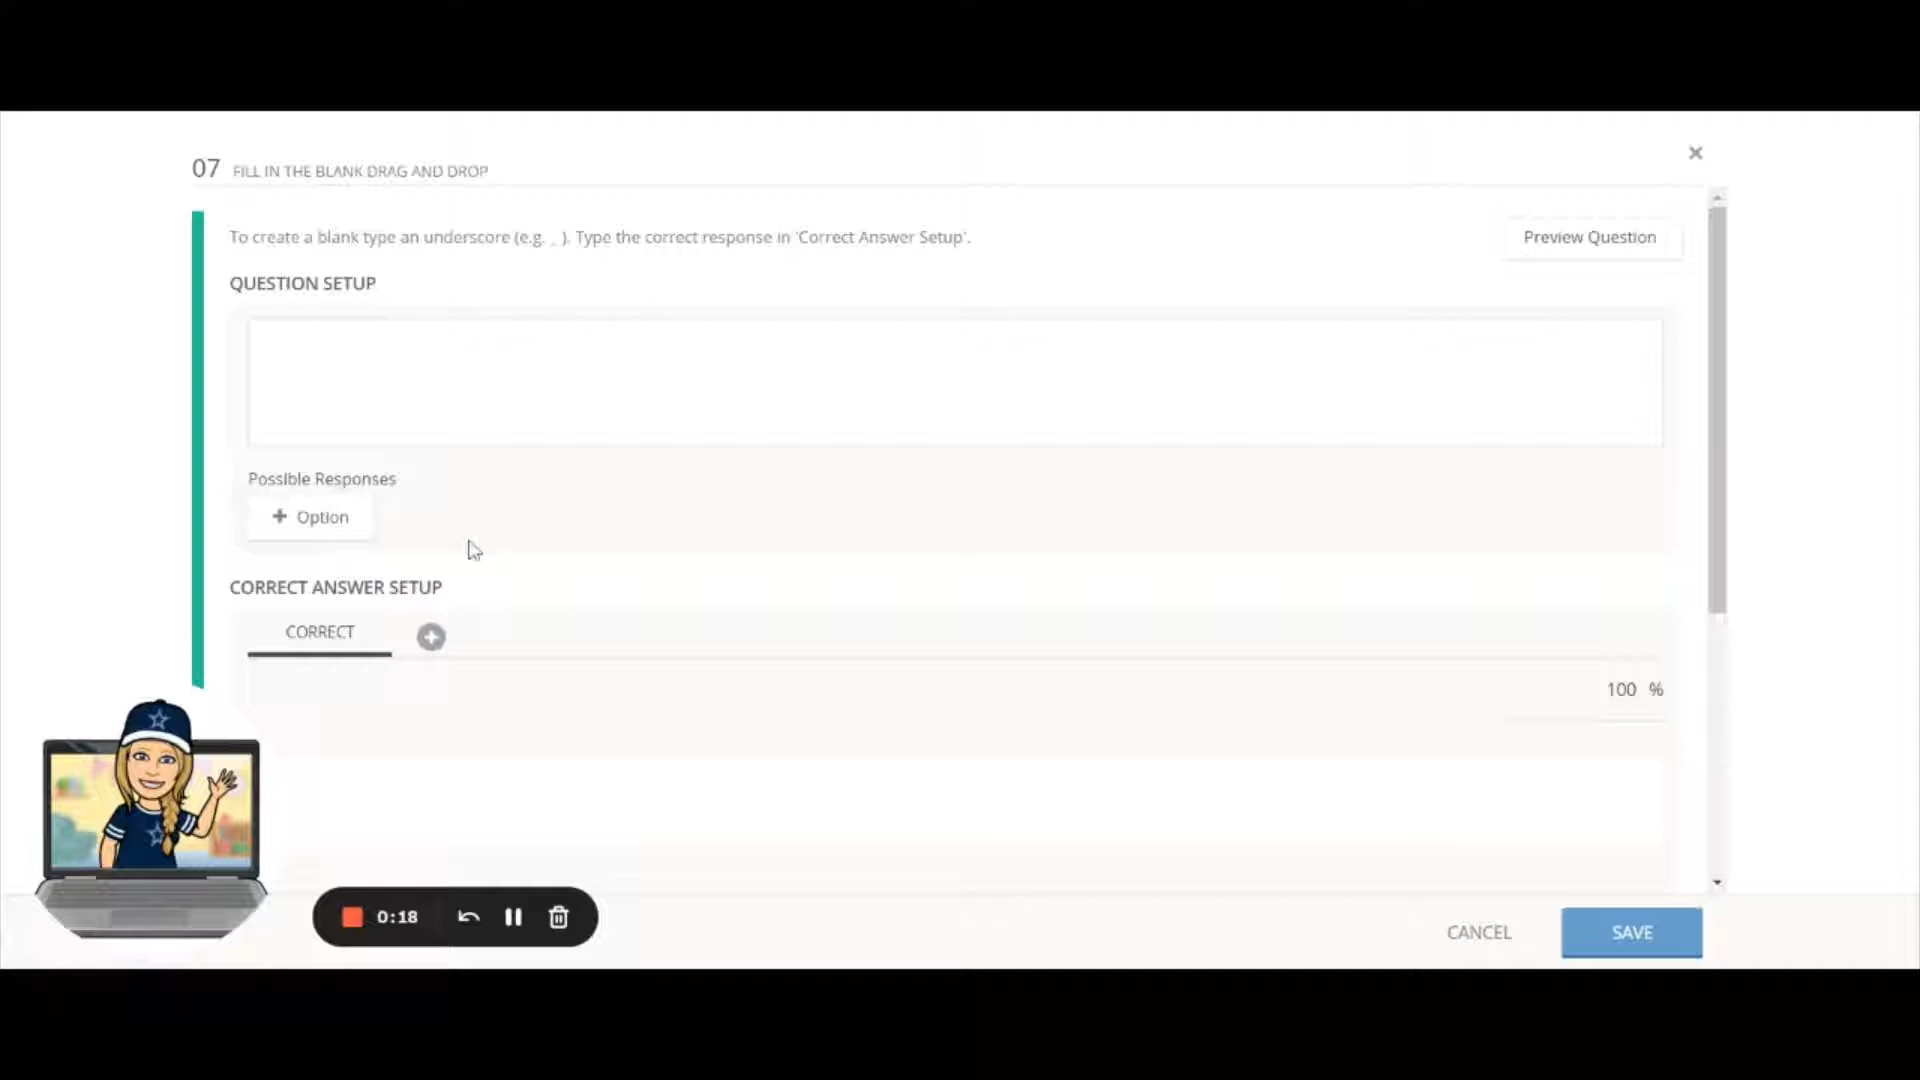 07 FILL IN THE BLANK DRAG AND DROP
To create a blank type an underscore (e.g. _ ). Type the correct response in 'Correct Answer Setup'.
Preview Question
QUESTION SETUP
Possible Responses
+ Option
CORRECT ANSWER SETUP
CORRECT
100 %
0:18
CANCEL
SAVE